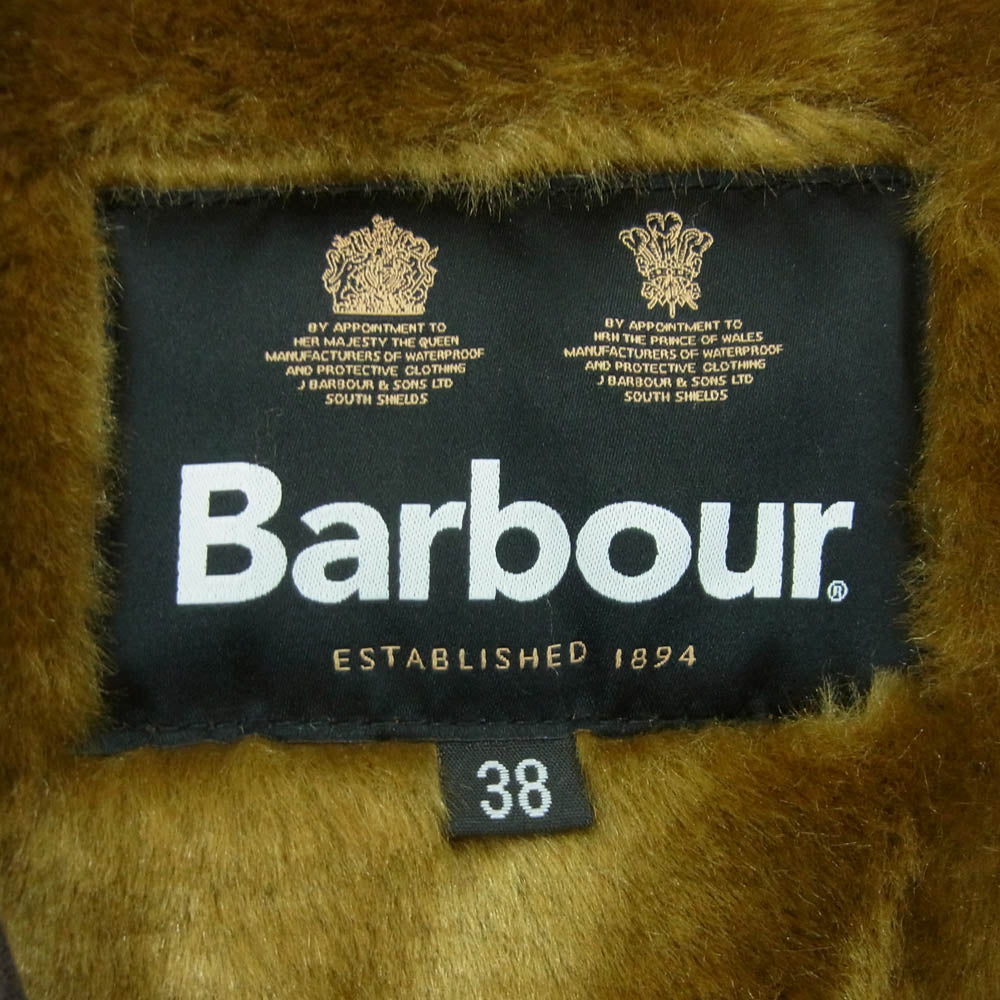 BY APPOINTMENT TO
HER MAJESTY THE QUEEN
MANUFACTURERS OF WATERPROOF
AND PROTECTIVE CLOTHING
J BARBOUR & SONS LTD
SOUTH SHIELDS
BY APPOINTMENT TO
HRH THE PRINCE OF WALES
MANUFACTURERS OF WATERPROOF
AND PROTECTIVE CLOTHING
J BARBOUR & SONS LTD
SOUTH SHIELDS
Barbour®
ESTABLISHED 1894
38